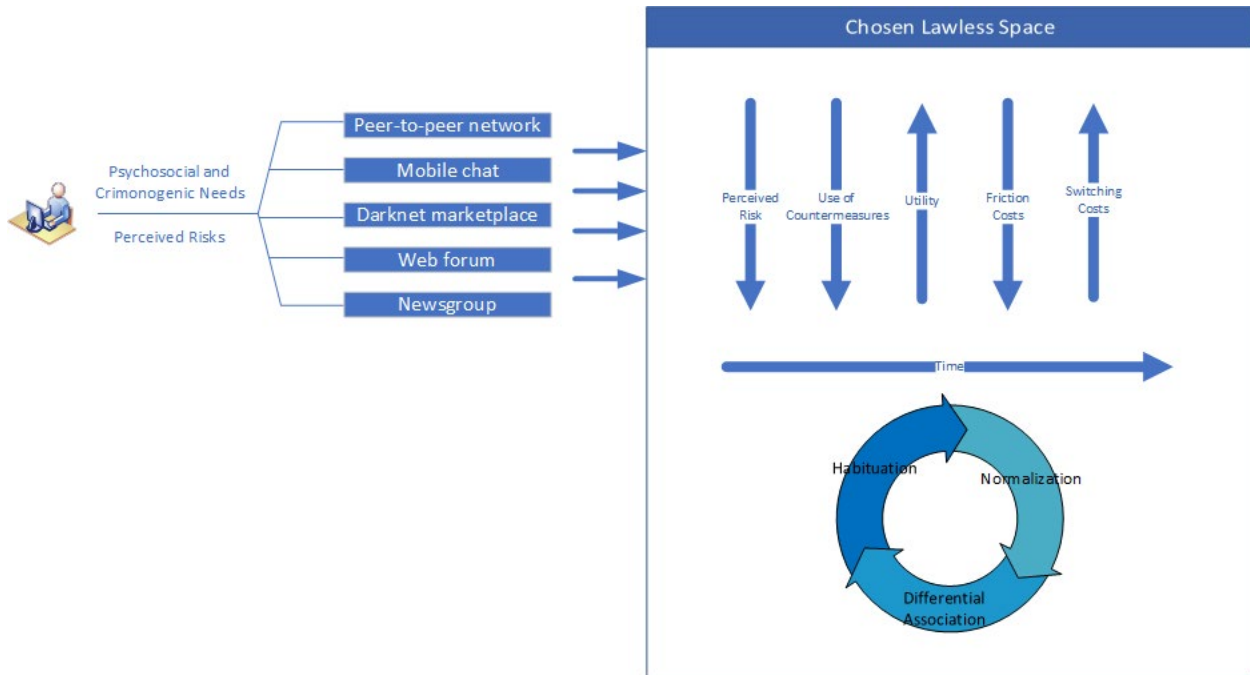 Chosen Lawless Space
Psychosocial and
Crimonogenic Needs
Perceived Risks
Peer-to-peer network
Mobile chat
Darknet marketplace
Web forum
Newsgroup
Perceived
Risk
Use of
Countermeasures
Utility
Friction
Costs
Switching
Costs
Time
Habituation
Normalization
Differential
Association